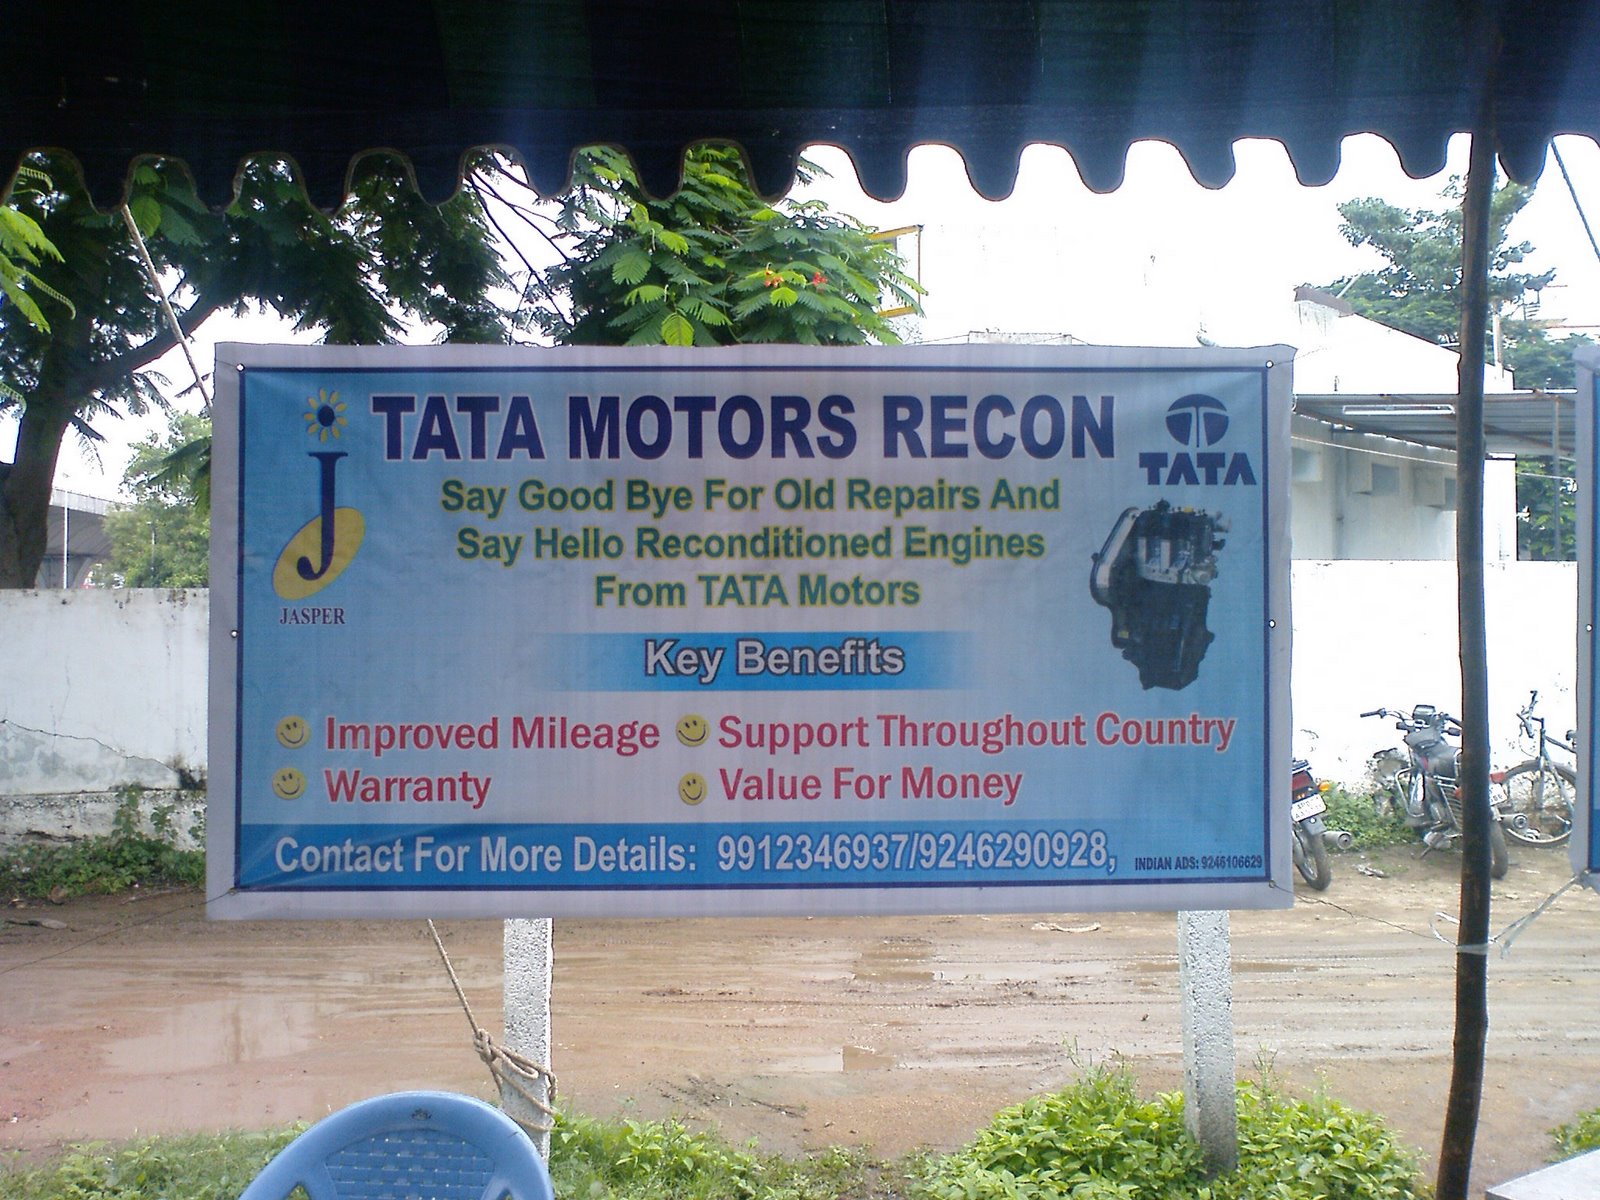 TATA MOTORS RECON
TATA
J
JASPER
Say Good Bye For Old Repairs And
Say Hello Reconditioned Engines
From TATA Motors
Key Benefits
Improved Mileage
Support Throughout Country
Warranty
Value For Money
Contact For More Details: 9912346937/9246290928,
INDIAN ADS: 9246106629